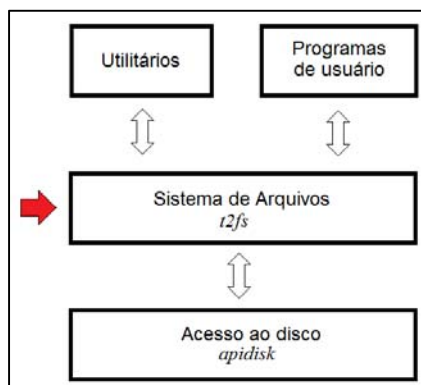 Utilitários
Programas
de usuário
Sistema de Arquivos
t2fs
Acesso ao disco
apidisk